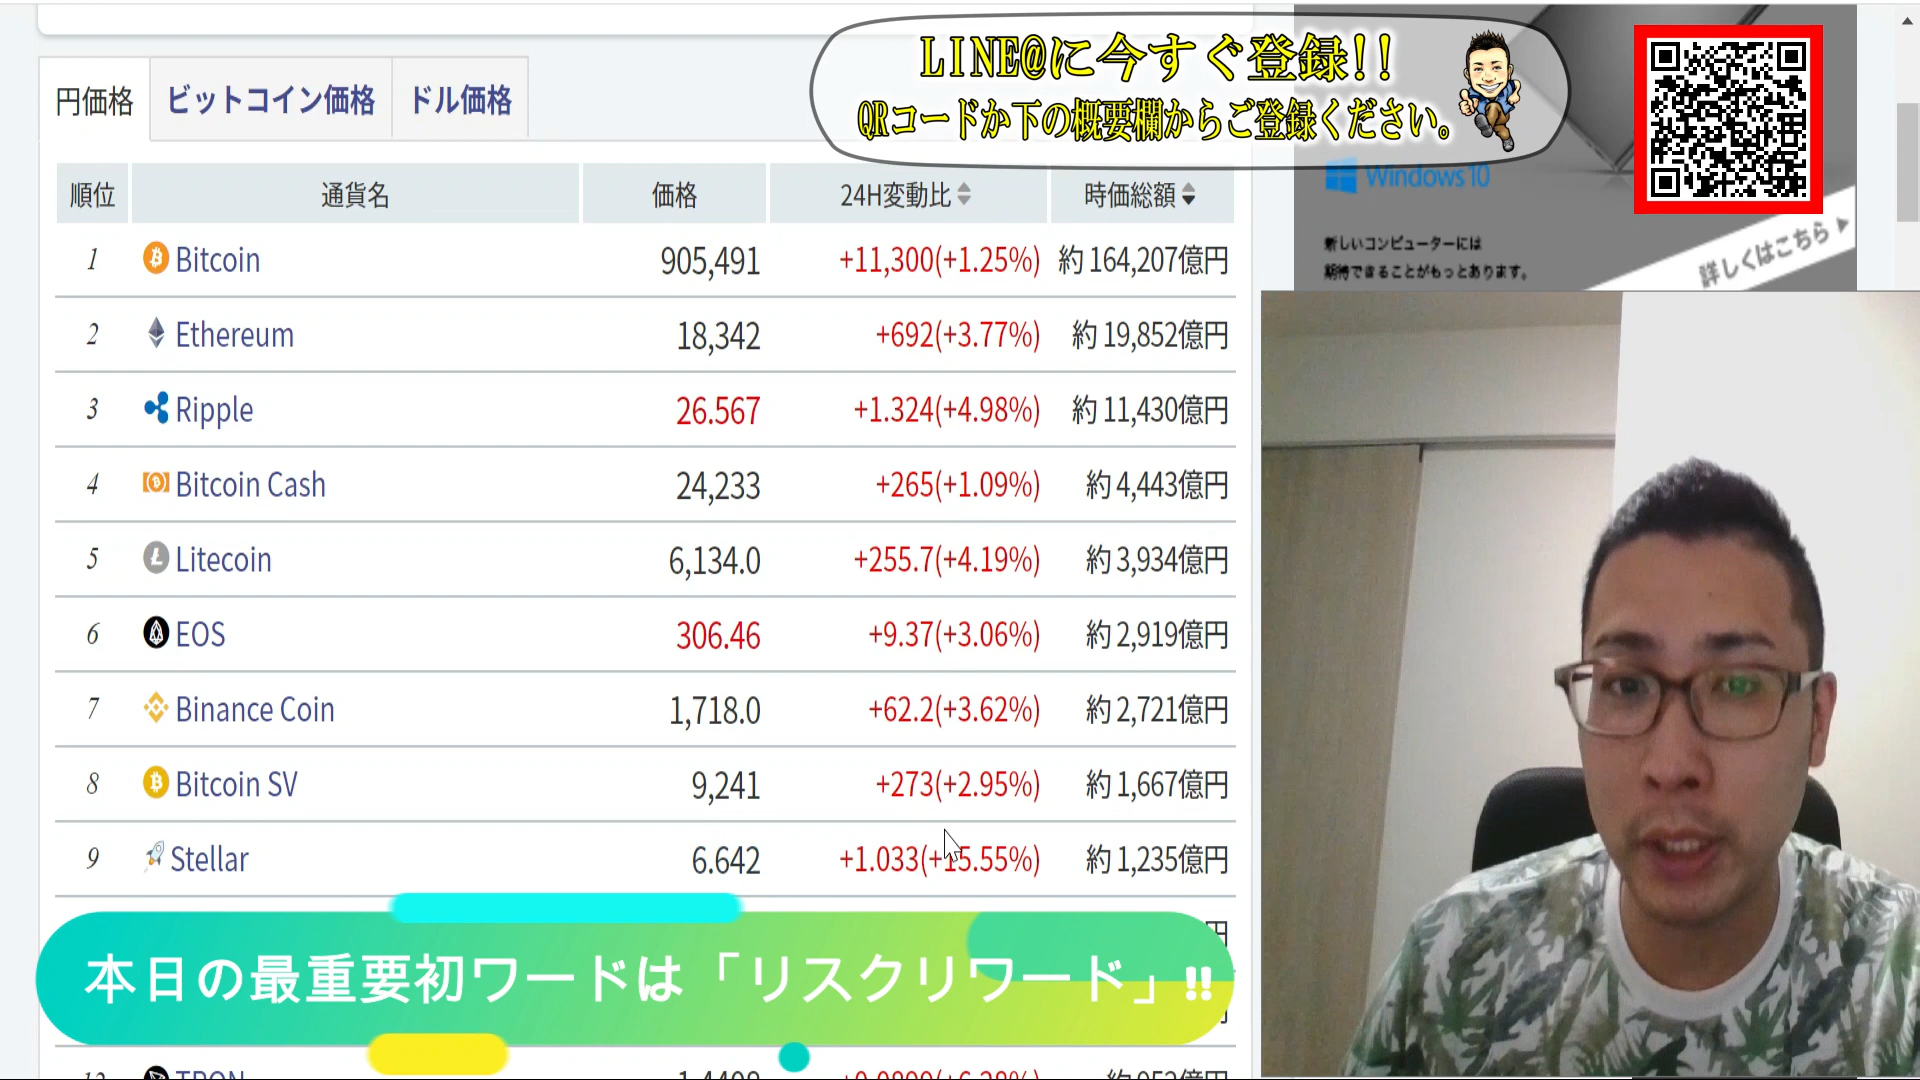 LINE@に今すぐ登録!!
QRコードか下の概要欄からご登録ください。
円価格 ビットコイン価格 ドル価格
Windows 10
新しいコンピューターには
期待できることがもっとあります。
詳しくはこちら
順位 通貨名 価格 24H変動比 時価総額
1 Bitcoin 905,491 +11,300(+1.25%) 約 164,207億円
2 Ethereum 18,342 +692(+3.77%) 約 19,852億円
3 Ripple 26.567 +1.324(+4.98%) 約 11,430億円
4 Bitcoin Cash 24,233 +265(+1.09%) 約 4,443億円
5 Litecoin 6,134.0 +255.7(+4.19%) 約 3,934億円
6 EOS 306.46 +9.37(+3.06%) 約 2,919億円
7 Binance Coin 1,718.0 +62.2(+3.62%) 約 2,721億円
8 Bitcoin SV 9,241 +273(+2.95%) 約 1,667億円
9 Stellar 6.642 +1.033(+15.55%) 約 1,235億円
円
本日の最重要初ワードは「リスクリワード」!!
TRON